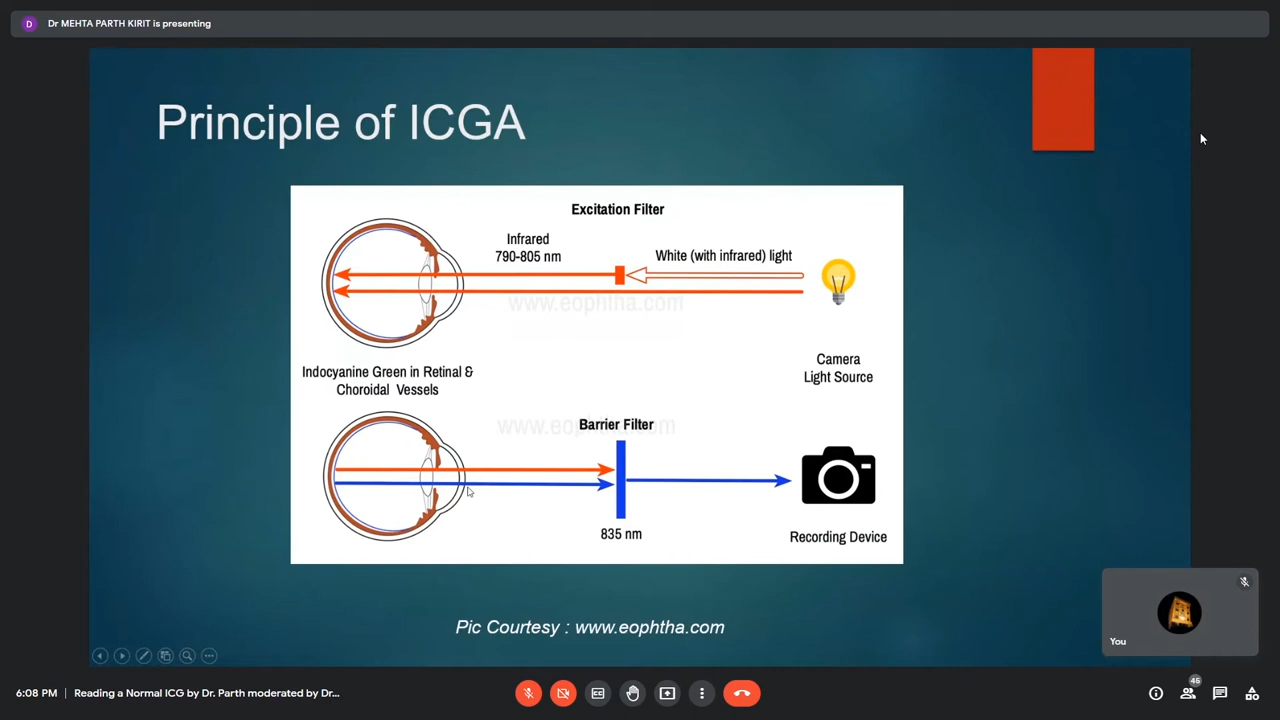 D
Dr MEHTA PARTH KIRIT is presenting
Principle of ICGA
Excitation Filter
Infrared
790-805 nm
White (with infrared) light
www.eophtha.com
Indocyanine Green in Retinal &
Choroidal Vessels
Camera
Light Source
www.eophtha.com
Barrier Filter
835 nm
Recording Device
Pic Courtesy : www.eophtha.com
You
6:08 PM | Reading a Normal ICG by Dr. Parth moderated by Dr...
CC
45